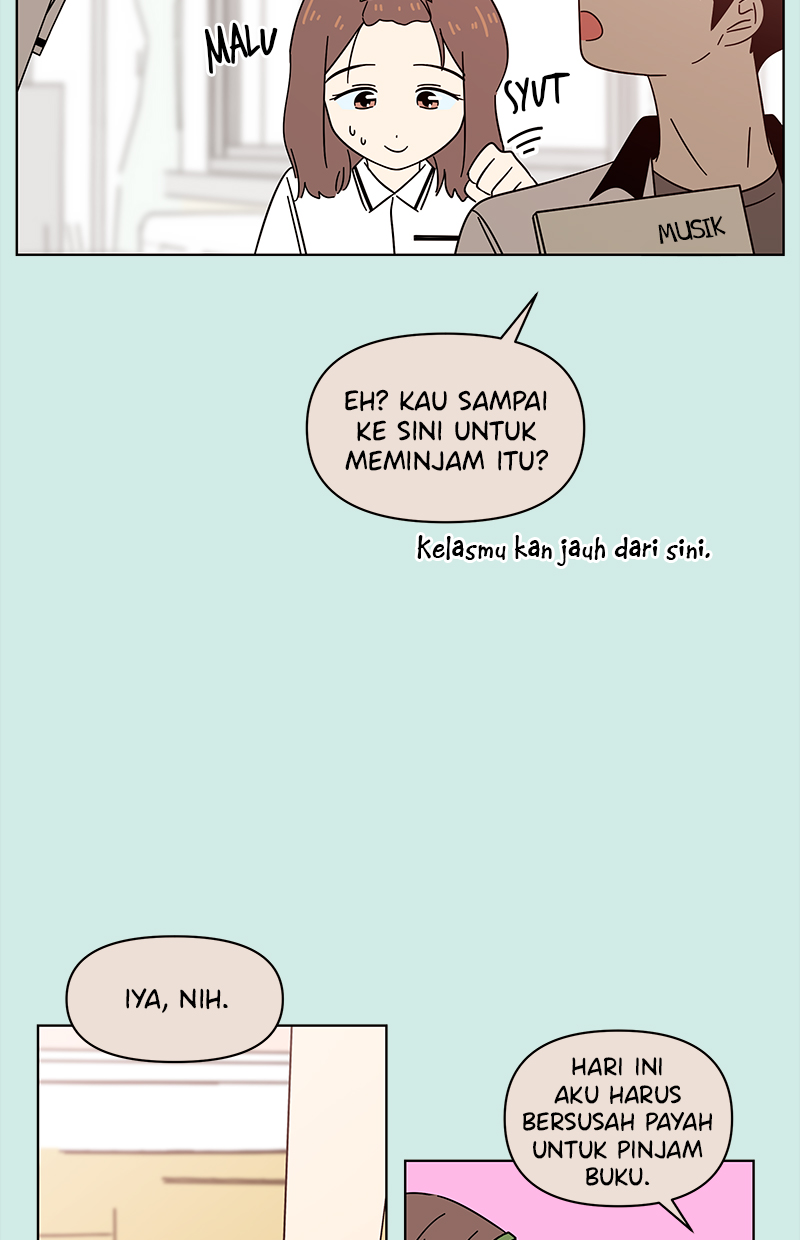 MALU
SYUT
MUSIK
EH? KAU SAMPAI
KE SINI UNTUK
MEMINJAM ITU?
Kelasmu kan jauh dari sini.
IYA, NIH.
HARI INI
AKU HARUS
BERSUSAH PAYAH
UNTUK PINJAM
BUKU.